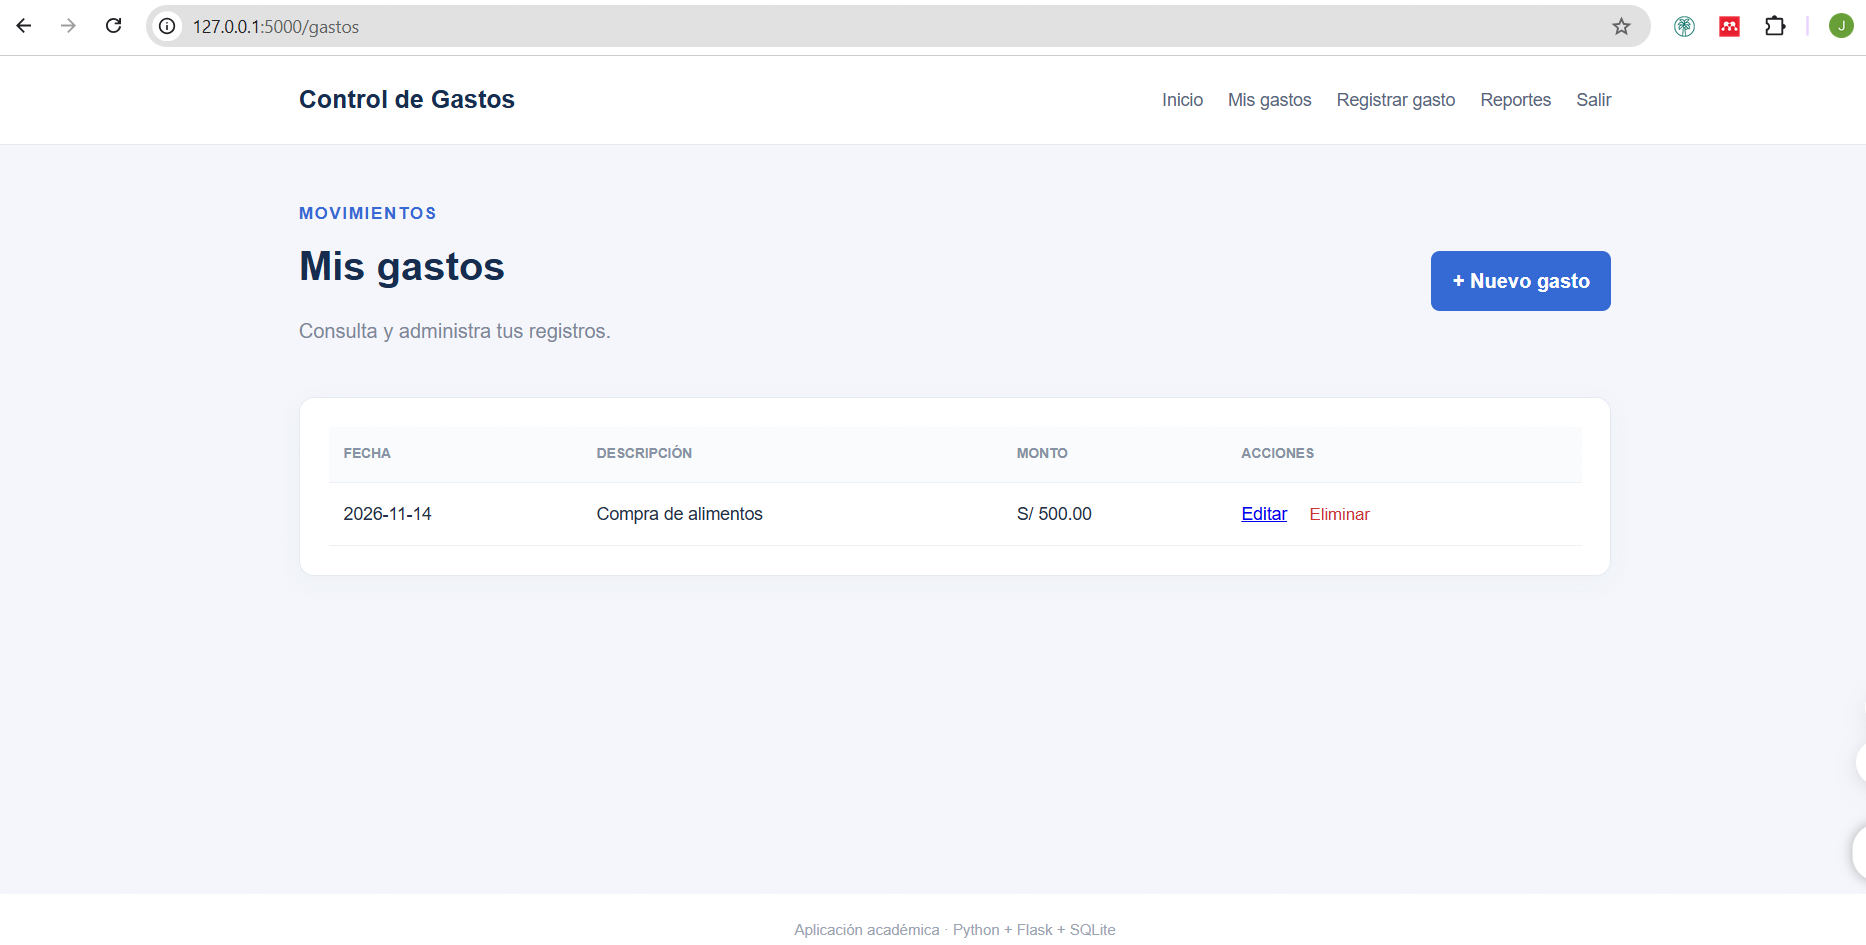 127.0.0.1:5000/gastos
J
Control de Gastos
Inicio Mis gastos Registrar gasto Reportes Salir
MOVIMIENTOS
Mis gastos
+ Nuevo gasto
Consulta y administra tus registros.
FECHA DESCRIPCIÓN MONTO ACCIONES
2026-11-14 Compra de alimentos S/ 500.00 Editar Eliminar
Aplicación académica · Python + Flask + SQLite